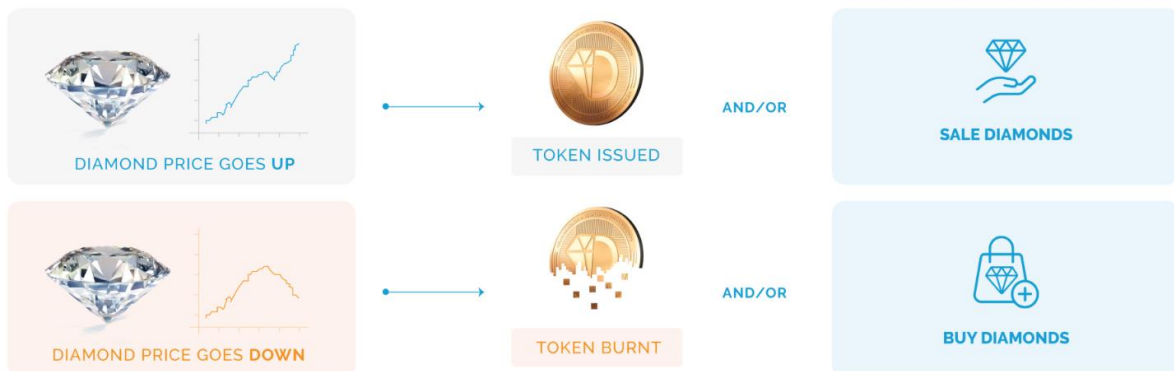 DIAMOND PRICE GOES UP
TOKEN ISSUED
AND/OR
SALE DIAMONDS
DIAMOND PRICE GOES DOWN
TOKEN BURNT
AND/OR
BUY DIAMONDS